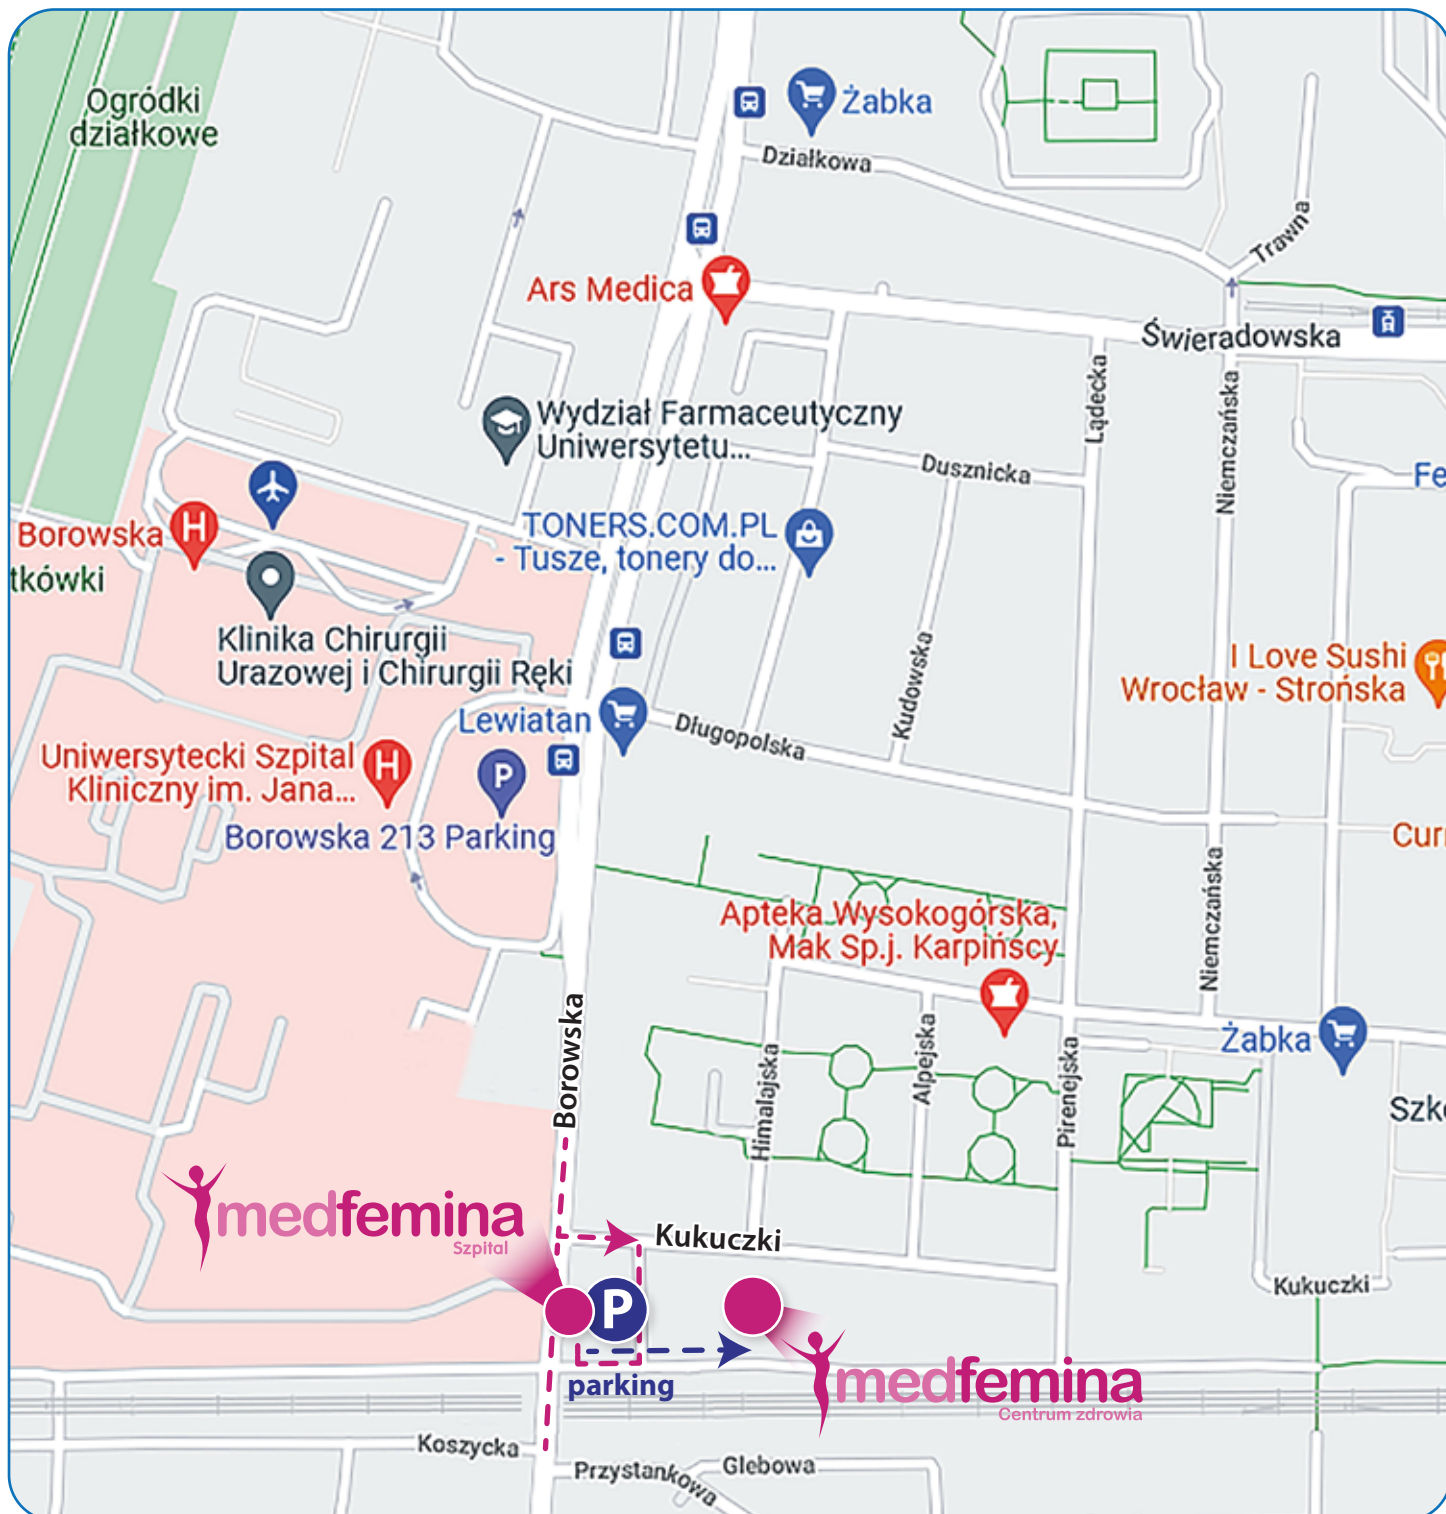 Ogródki
działkowe
Żabka
Działkowa
Trawna
Ars Medica
Świeradowska
Lądecka
Niemczańska
Wydział Farmaceutyczny
Uniwersytetu...
Dusznicka
Fe
Borowska
tkówki
TONERS.COM.PL
- Tusze, tonery do...
Klinika Chirurgii
Urazowej i Chirurgii Ręki
Kudowska
I Love Sushi
Wrocław - Strońska
Lewiatan
Długopolska
Uniwersytecki Szpital
Kliniczny im. Jana...
Borowska 213 Parking
Curr
Niemczańska
Apteka Wysokogórska,
Mak Sp.j. Karpińscy
Borowska
Himalajska
Alpejska
Pirenejska
Żabka
Szk
medfemina
Szpital
Kukuczki
Kukuczki
P
parking
medfemina
Centrum zdrowia
Koszycka
Przystankowa
Glebowa
H
H
P